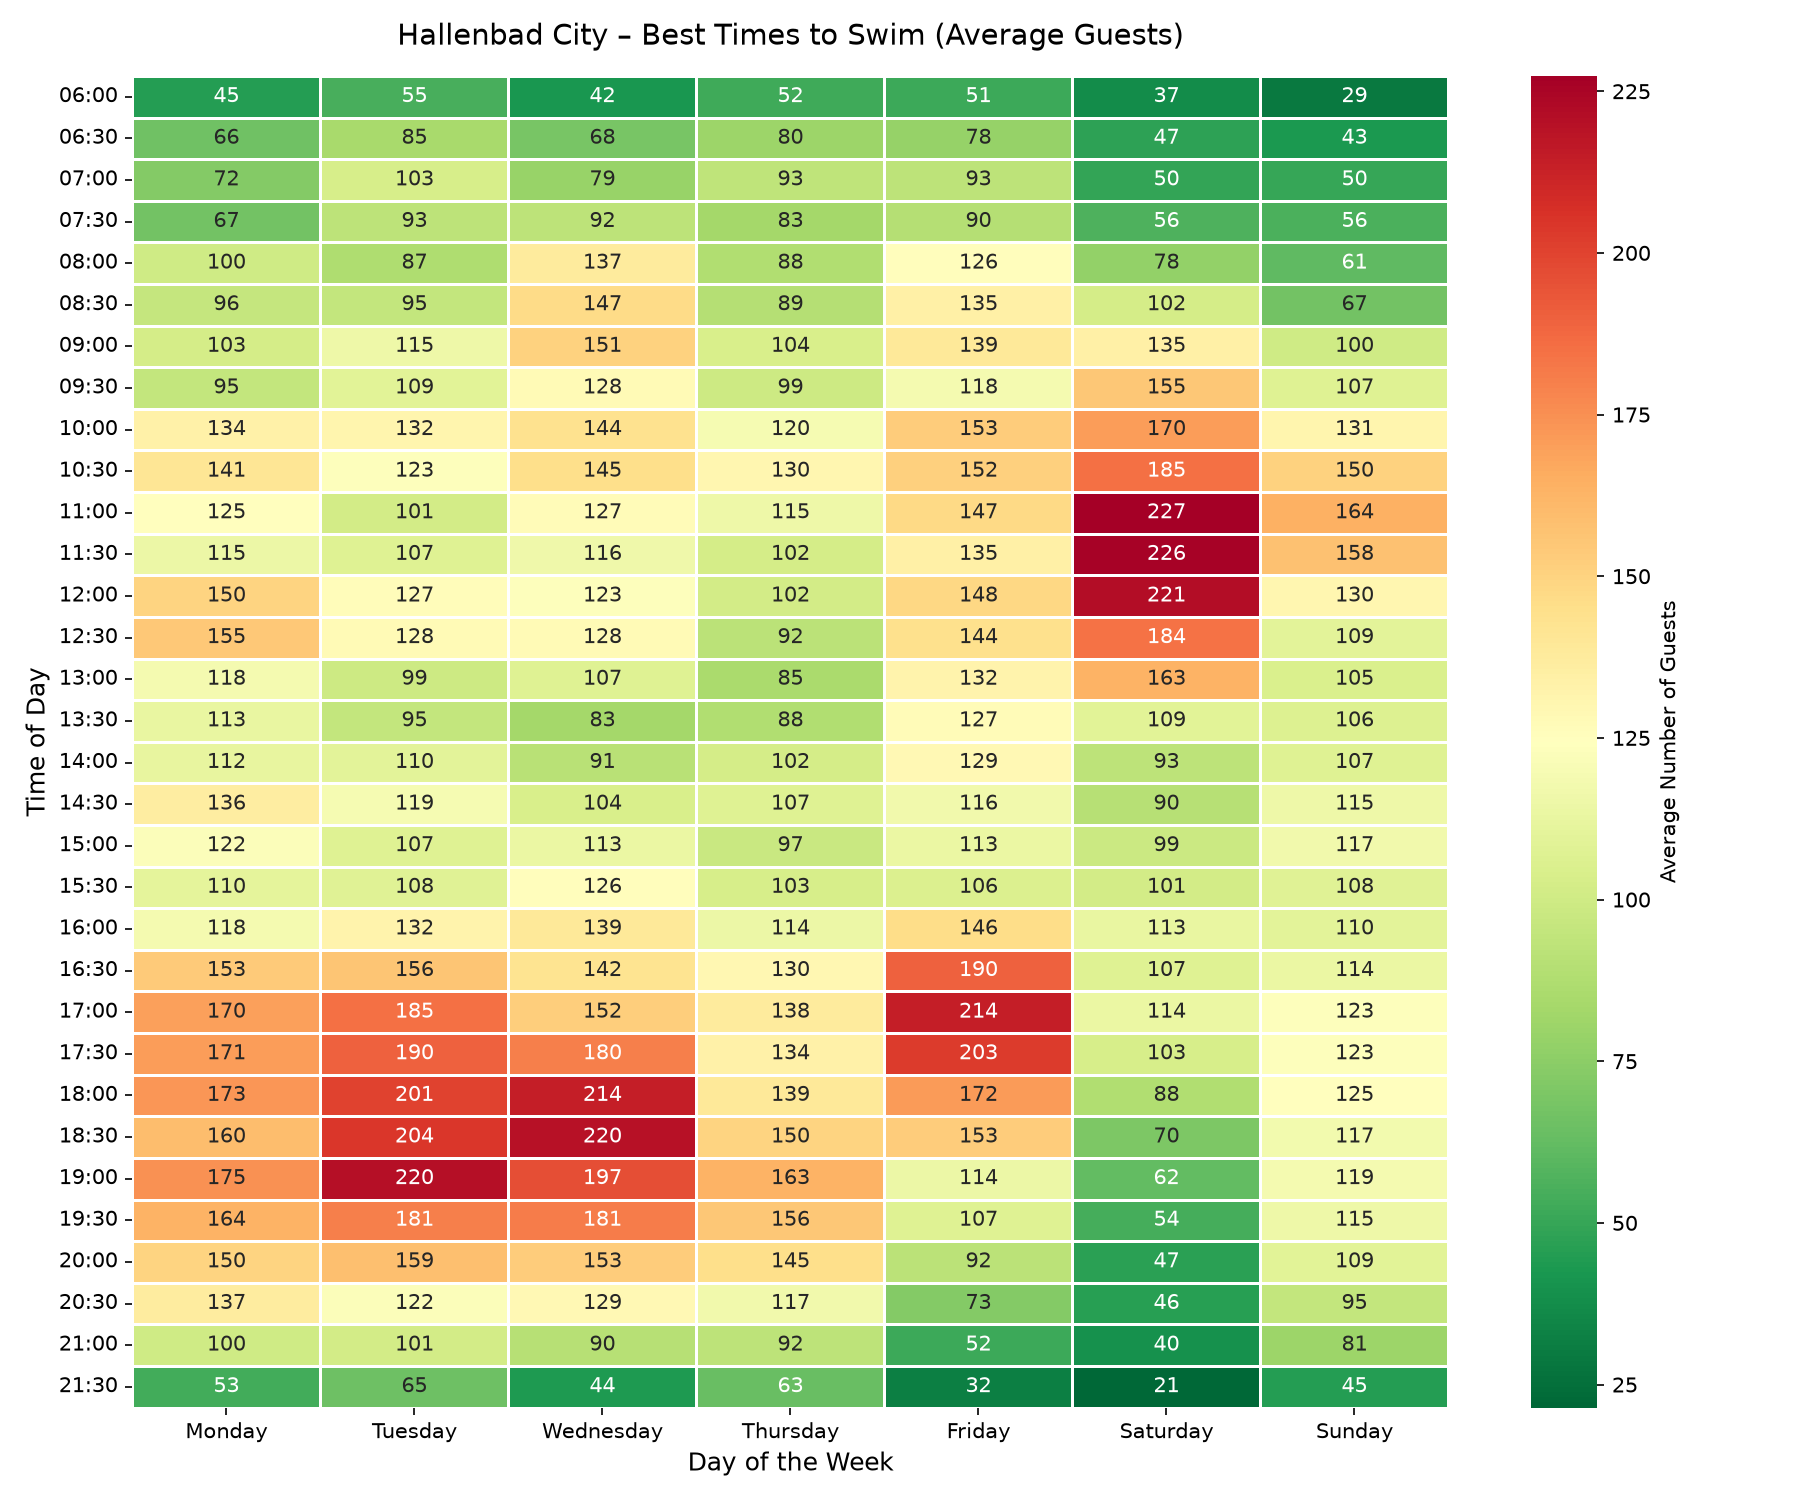 Hallenbad City – Best Times to Swim (Average Guests)
06:00 45 55 42 52 51 37 29
06:30 66 85 68 80 78 47 43
07:00 72 103 79 93 93 50 50
07:30 67 93 92 83 90 56 56
08:00 100 87 137 88 126 78 61
08:30 96 95 147 89 135 102 67
09:00 103 115 151 104 139 135 100
09:30 95 109 128 99 118 155 107
10:00 134 132 144 120 153 170 131
10:30 141 123 145 130 152 185 150
11:00 125 101 127 115 147 227 164
11:30 115 107 116 102 135 226 158
12:00 150 127 123 102 148 221 130
12:30 155 128 128 92 144 184 109
13:00 118 99 107 85 132 163 105
13:30 113 95 83 88 127 109 106
14:00 112 110 91 102 129 93 107
14:30 136 119 104 107 116 90 115
15:00 122 107 113 97 113 99 117
15:30 110 108 126 103 106 101 108
16:00 118 132 139 114 146 113 110
16:30 153 156 142 130 190 107 114
17:00 170 185 152 138 214 114 123
17:30 171 190 180 134 203 103 123
18:00 173 201 214 139 172 88 125
18:30 160 204 220 150 153 70 117
19:00 175 220 197 163 114 62 119
19:30 164 181 181 156 107 54 115
20:00 150 159 153 145 92 47 109
20:30 137 122 129 117 73 46 95
21:00 100 101 90 92 52 40 81
21:30 53 65 44 63 32 21 45
Monday Tuesday Wednesday Thursday Friday Saturday Sunday
Day of the Week
Time of Day
225
200
175
150
125
100
75
50
25
Average Number of Guests